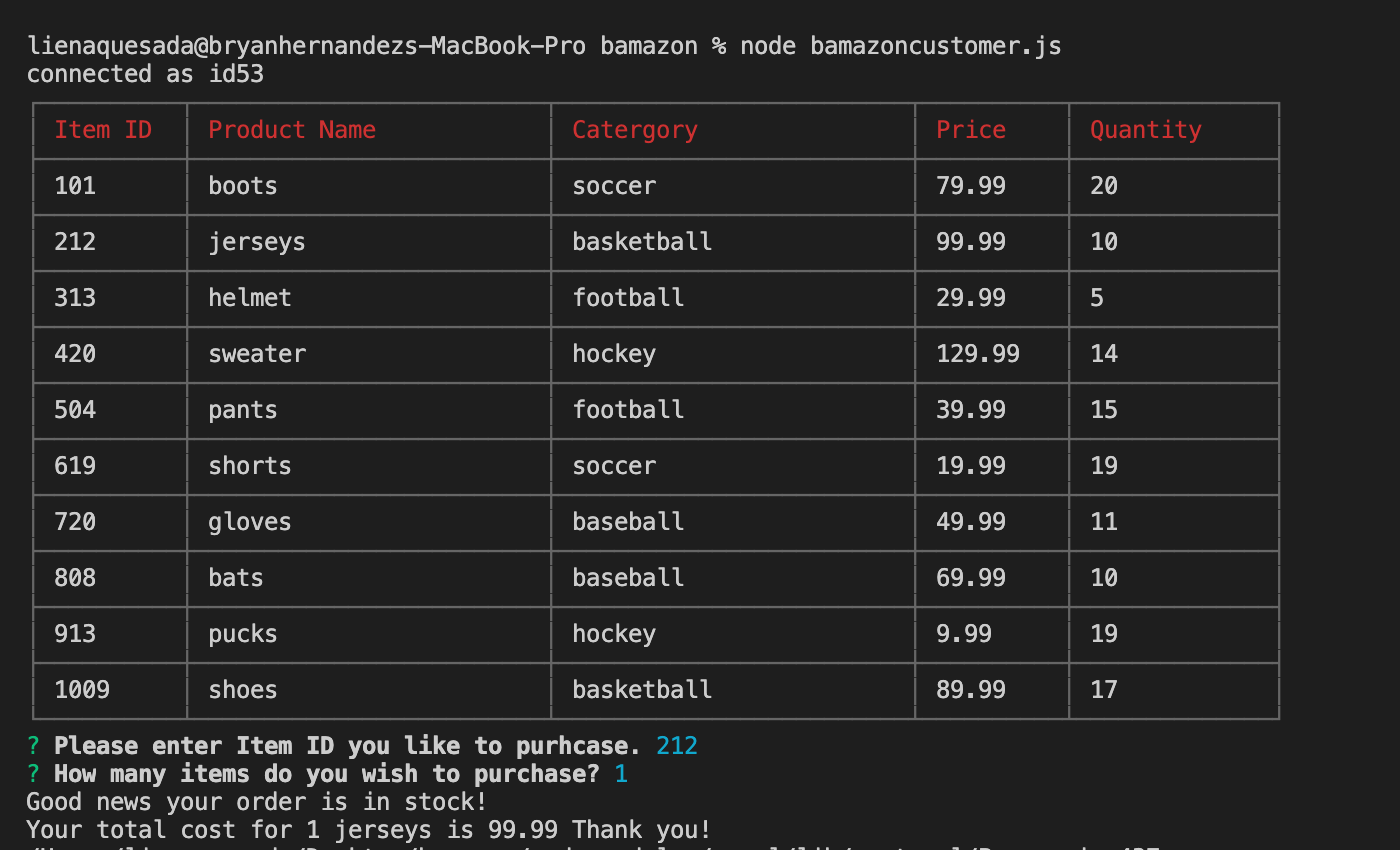 lienaquesada@bryanhernandezs-MacBook-Pro bamazon % node bamazoncustomer.js
connected as id53
Item ID Product Name Catergory Price Quantity
101 boots soccer 79.99 20
212 jerseys basketball 99.99 10
313 helmet football 29.99 5
420 sweater hockey 129.99 14
504 pants football 39.99 15
619 shorts soccer 19.99 19
720 gloves baseball 49.99 11
808 bats baseball 69.99 10
913 pucks hockey 9.99 19
1009 shoes basketball 89.99 17
? Please enter Item ID you like to purhcase. 212
? How many items do you wish to purchase? 1
Good news your order is in stock!
Your total cost for 1 jerseys is 99.99 Thank you!